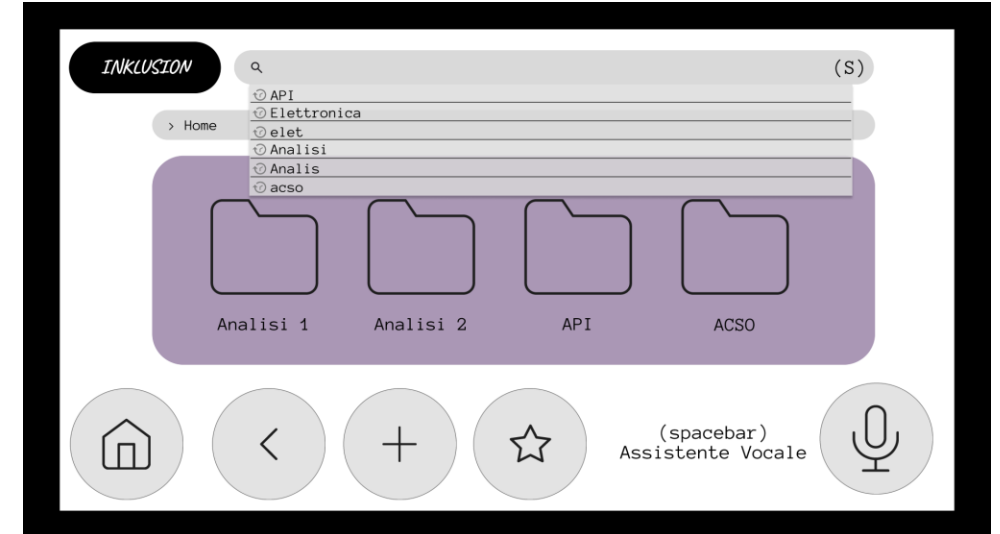 INKLUSION
(S)
API
Elettronica
> Home
elet
Analisi
Analis
acso
Analisi 1
Analisi 2
API
ACSO
(spacebar)
Assistente Vocale